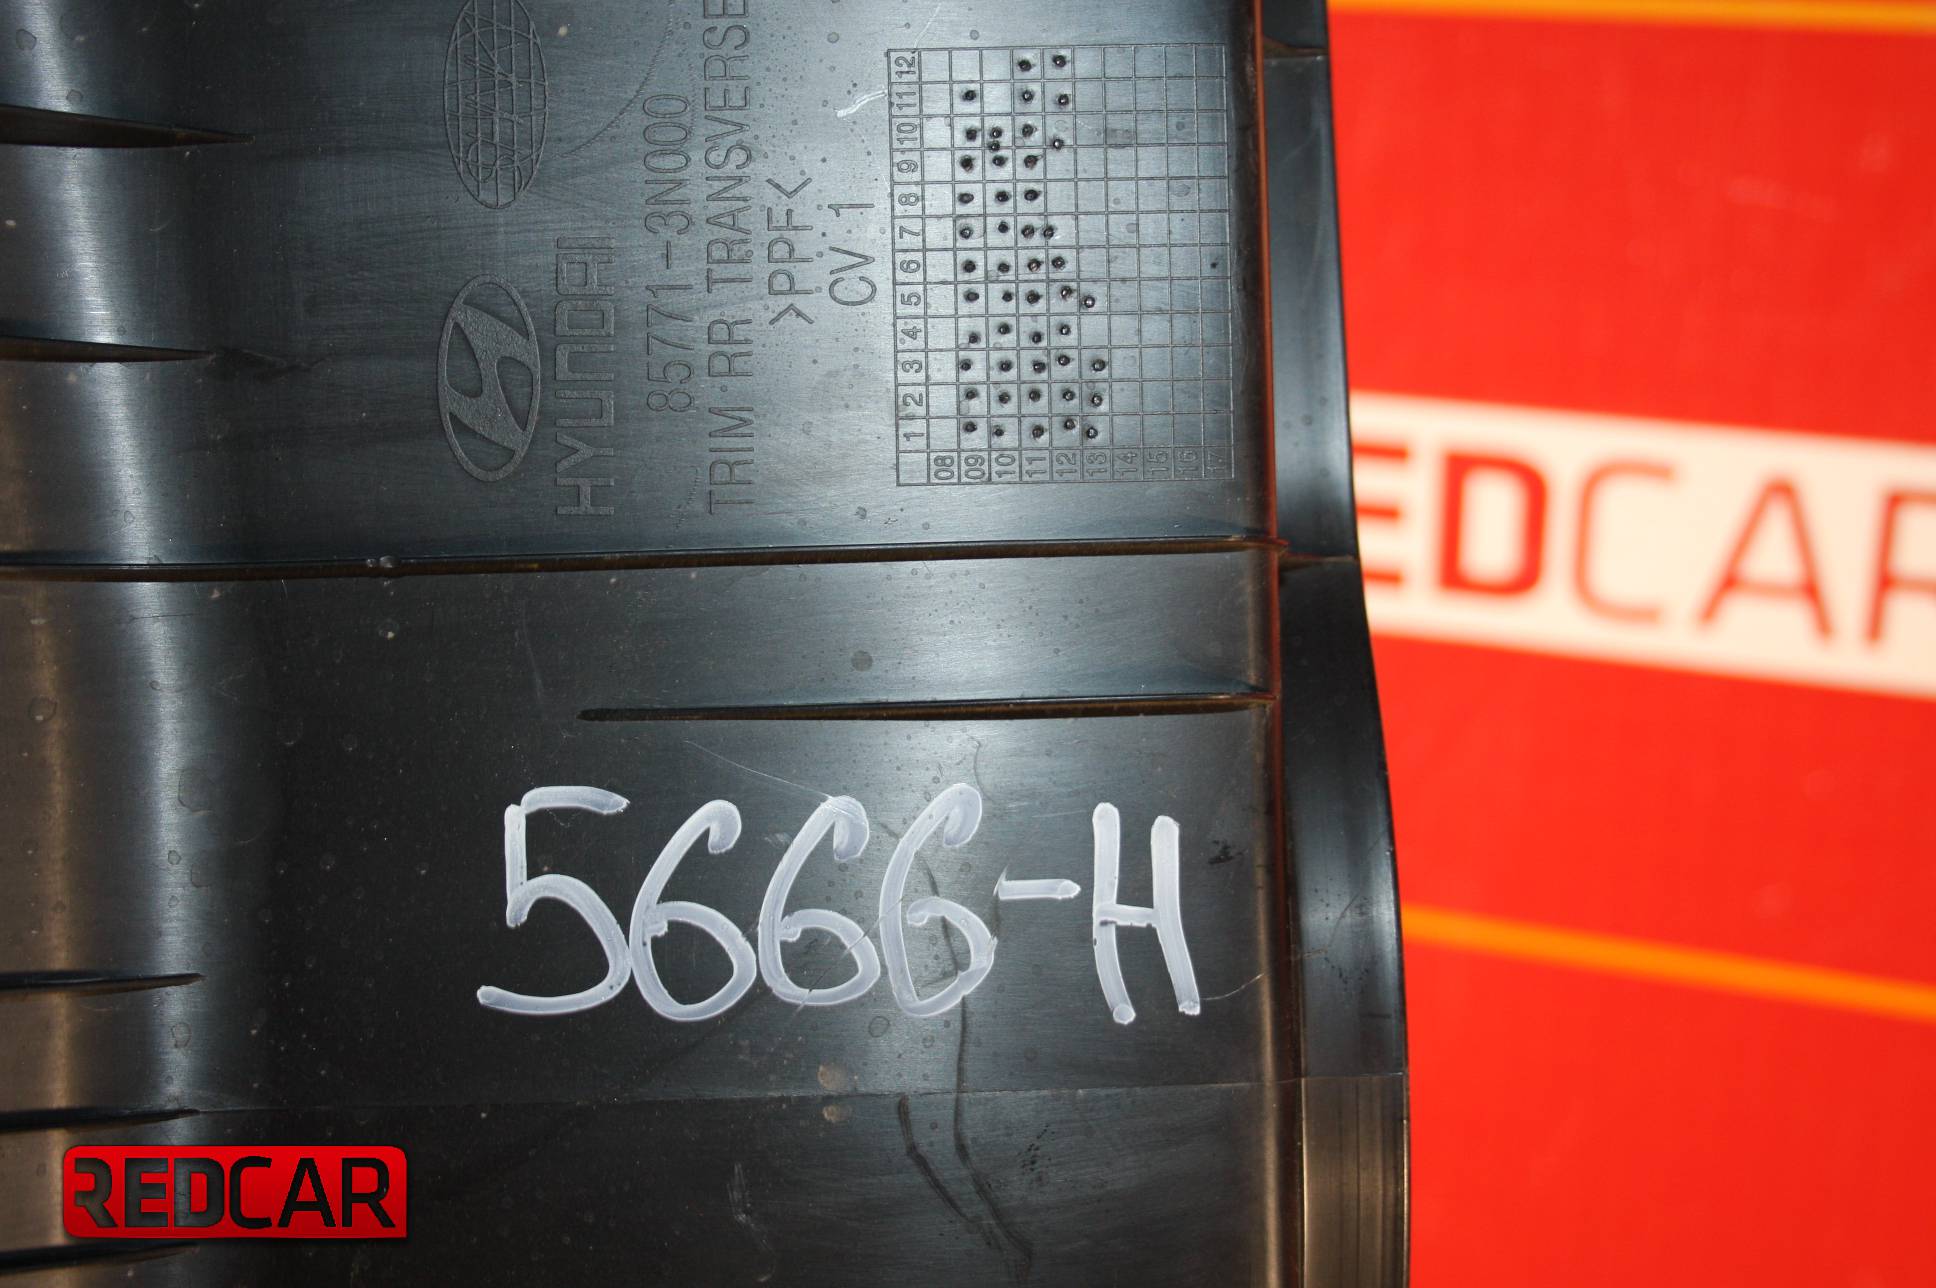 HYUNDAI
85771-3N000
TRIM RR TRANSVERSE
>PPF<
CV 1
1 2 3 4 5 6 7 8 9 10 11 12
08
09
10
11
12
13
14
15
16
17
5666-H
REDCAR
EDCAR